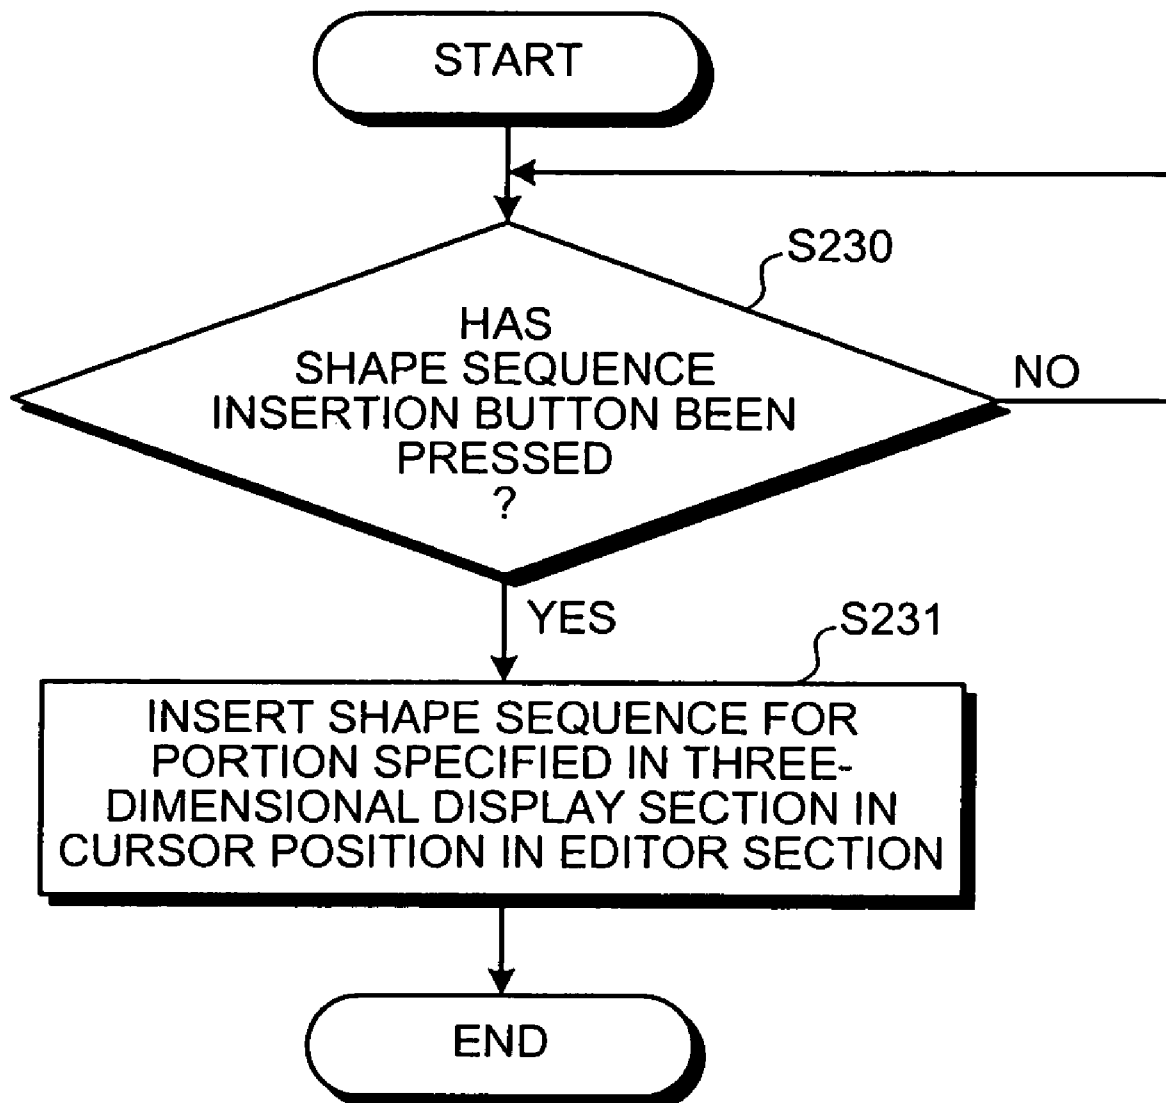 START
S230
HAS
SHAPE SEQUENCE
INSERTION BUTTON BEEN
PRESSED
?
NO
YES
S231
INSERT SHAPE SEQUENCE FOR
PORTION SPECIFIED IN THREE-
DIMENSIONAL DISPLAY SECTION IN
CURSOR POSITION IN EDITOR SECTION
END